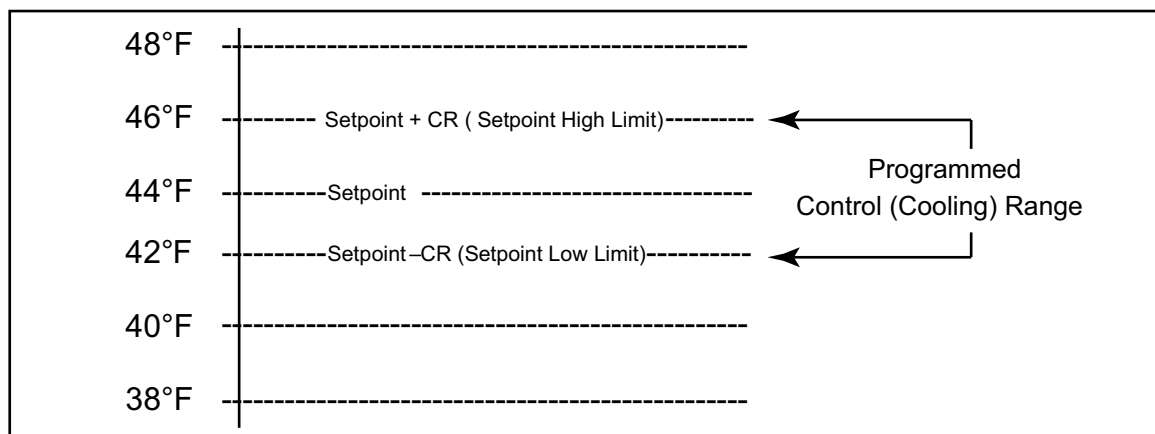 48°F
46°F Setpoint + CR ( Setpoint High Limit)
Programmed
44°F Setpoint
Control (Cooling) Range
42°F Setpoint –CR (Setpoint Low Limit)
40°F
38°F